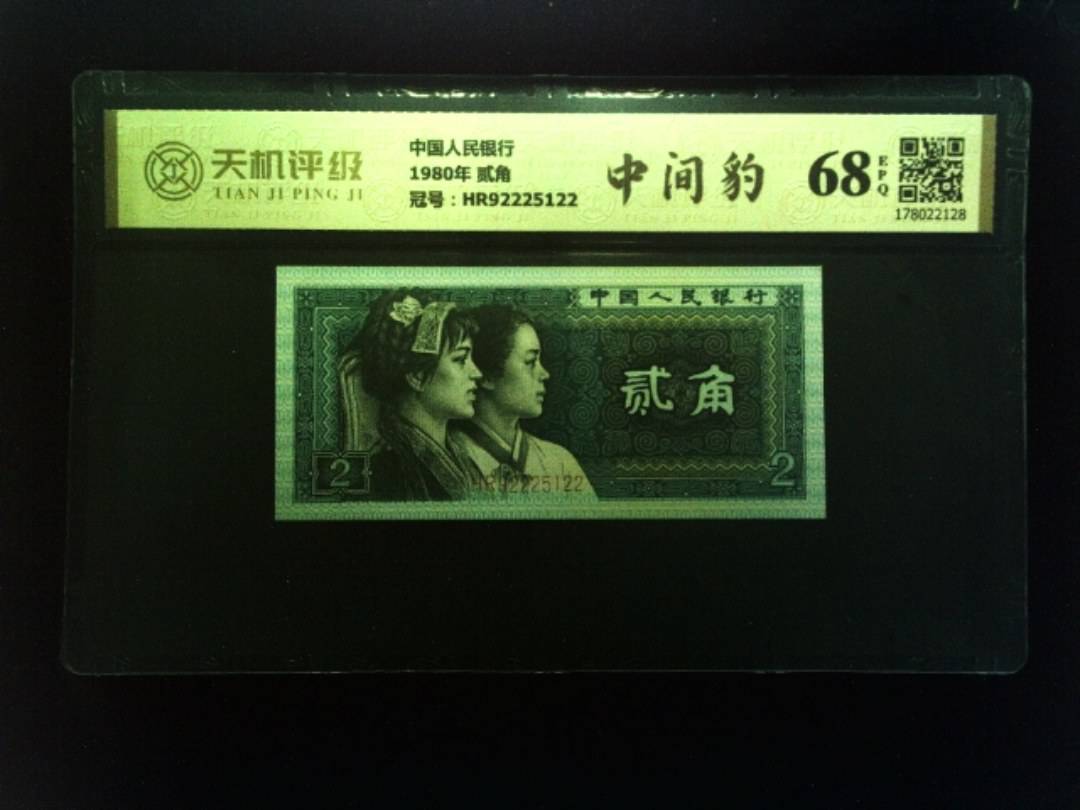 天机评级
TIAN JI PING JI
中国人民银行
1980年 贰角
冠号：HR92225122
中间豹
68
EPQ
178022128
中国人民银行
贰角
2
2
HR92225122